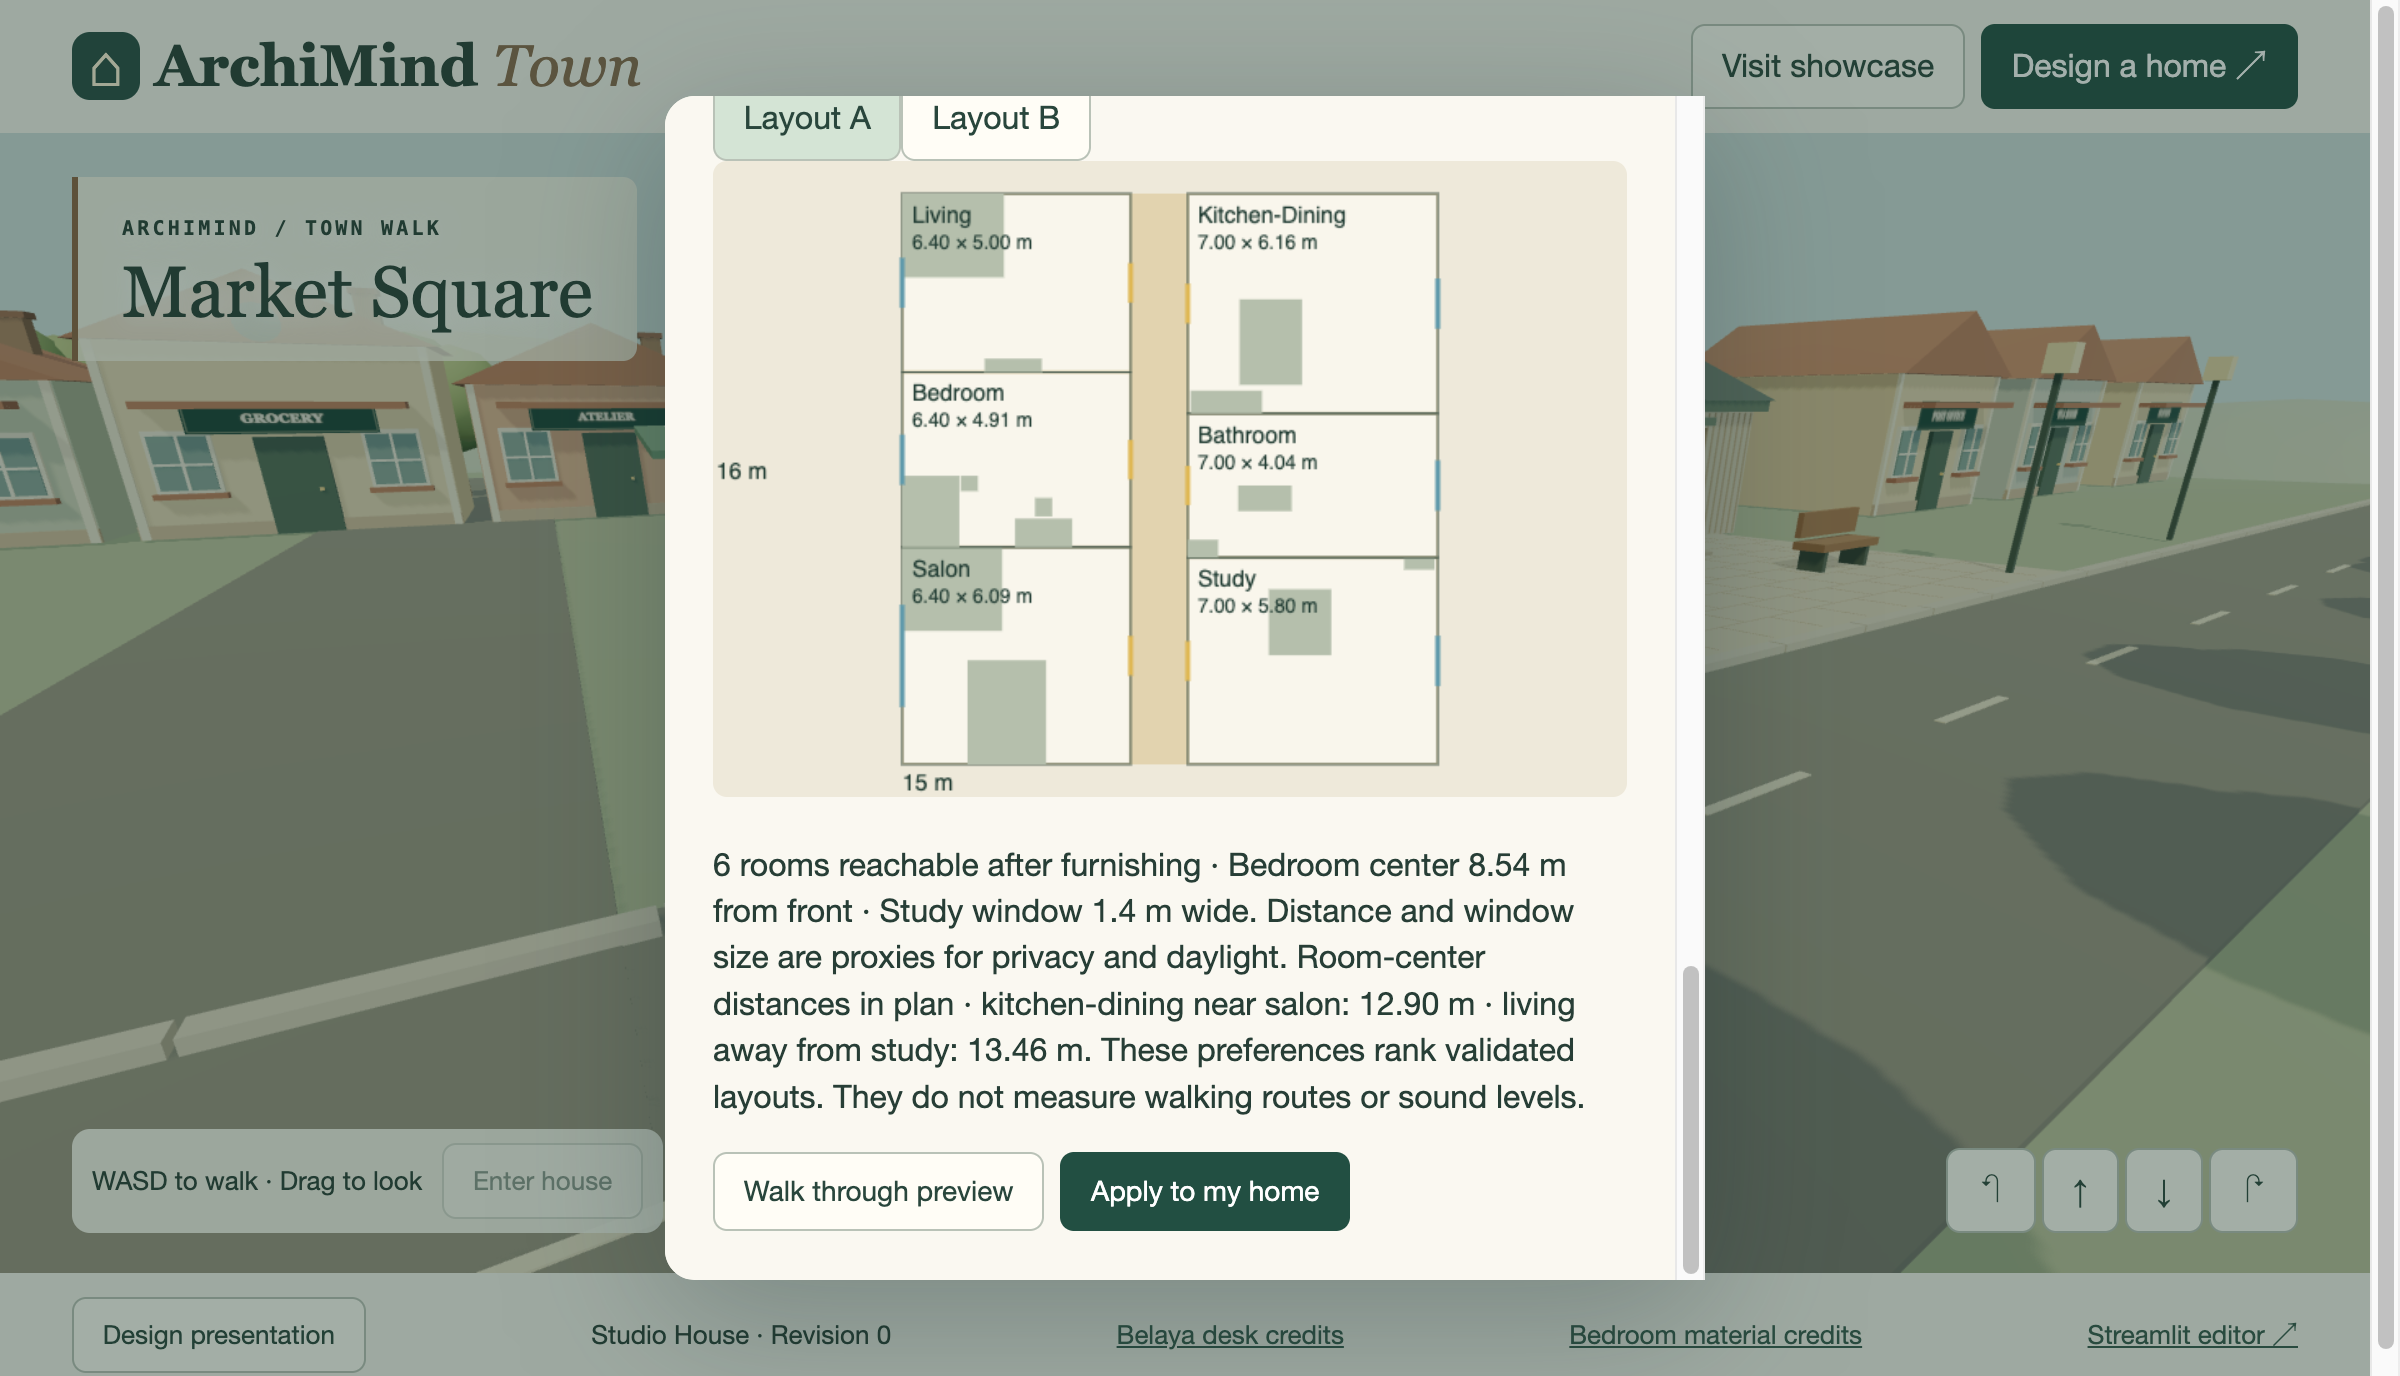 ArchiMind Town
Visit showcase
Design a home ↗
ARCHIMIND / TOWN WALK
Market Square
GROCERY
ATELIER
POST OFFICE
Layout A
Layout B
Living
6.40 × 5.00 m
Kitchen-Dining
7.00 × 6.16 m
Bedroom
6.40 × 4.91 m
Bathroom
7.00 × 4.04 m
16 m
Salon
6.40 × 6.09 m
Study
7.00 × 5.80 m
15 m
6 rooms reachable after furnishing · Bedroom center 8.54 m
from front · Study window 1.4 m wide. Distance and window
size are proxies for privacy and daylight. Room-center
distances in plan · kitchen-dining near salon: 12.90 m · living
away from study: 13.46 m. These preferences rank validated
layouts. They do not measure walking routes or sound levels.
Walk through preview
Apply to my home
WASD to walk · Drag to look
Enter house
↰ ↑ ↓ ↱
Design presentation
Studio House · Revision 0
Belaya desk credits
Bedroom material credits
Streamlit editor ↗